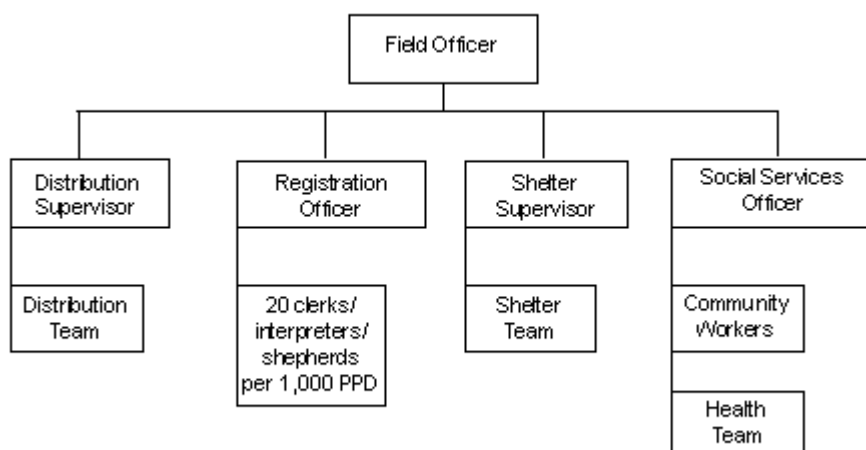 Field Officer
Distribution
Supervisor
Registration
Officer
Shelter
Supervisor
Social Services
Officer
Distribution
Team
20 clerks/
interpreters/
shepherds
per 1,000 PPD
Shelter
Team
Community
Workers
Health
Team